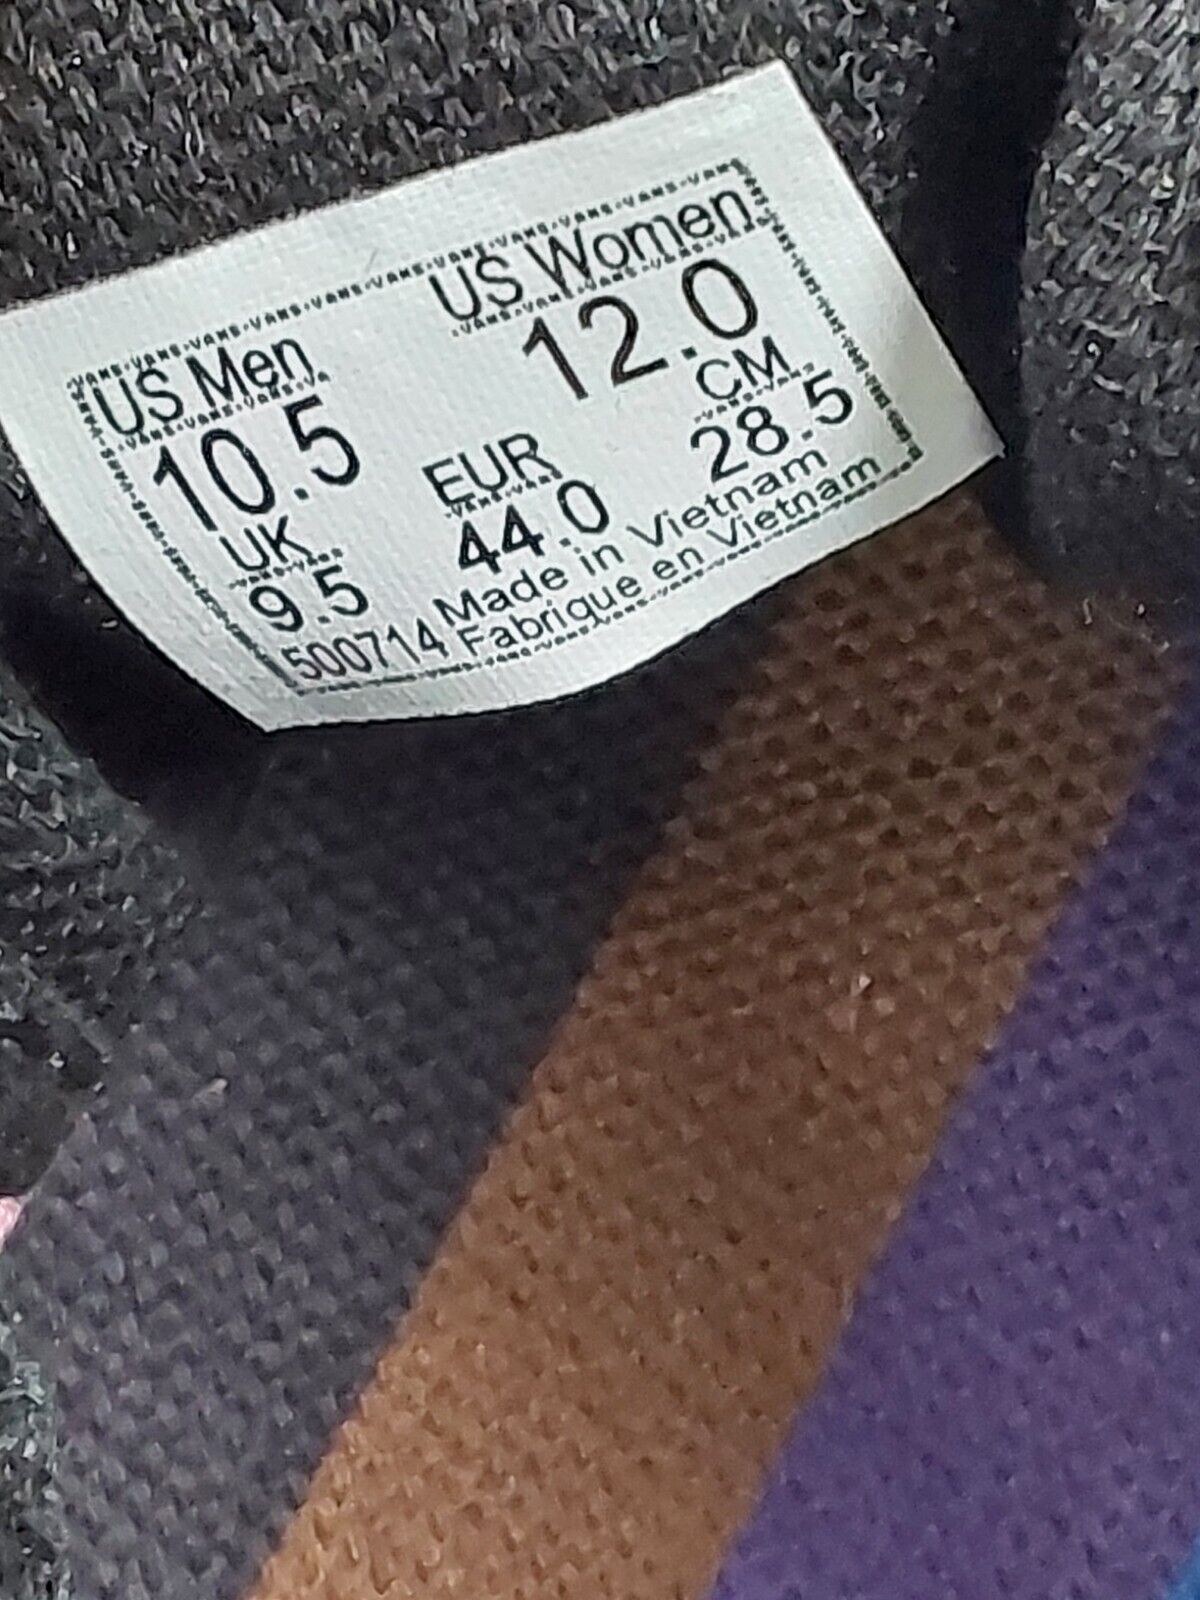 US Men
US Women
10.5
12.0
UK
EUR
CM
9.5
44.0
28.5
500714
Made in Vietnam
Fabrique en Vietnam
VANS